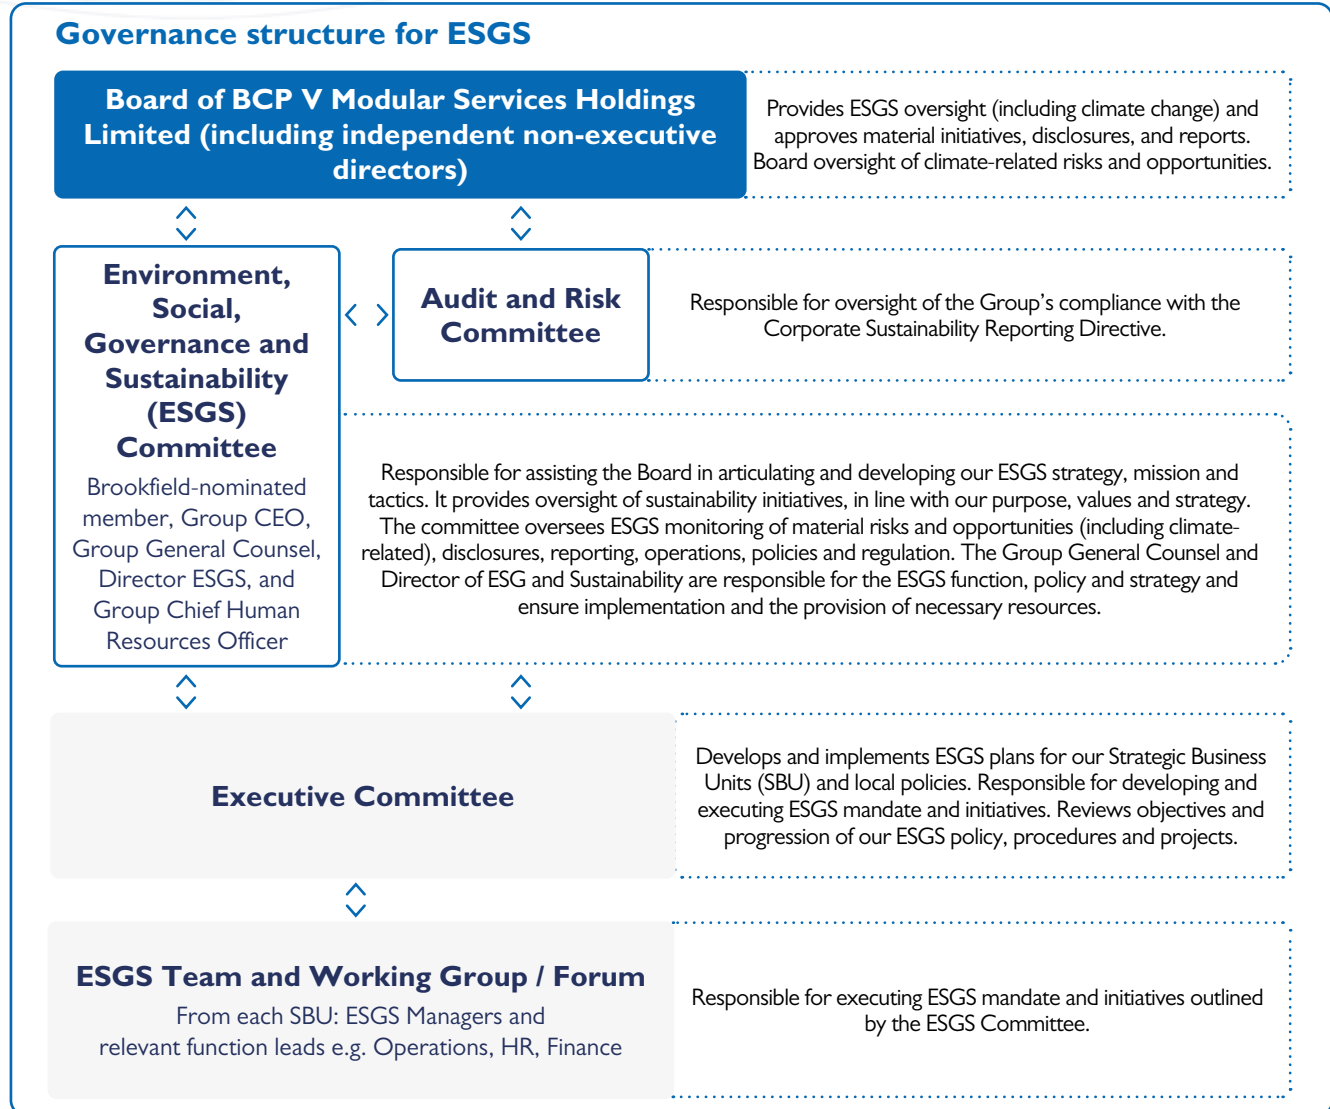 Governance structure for ESGS
Board of BCP V Modular Services Holdings
Limited (including independent non-executive
directors)
Provides ESGS oversight (including climate change) and
approves material initiatives, disclosures, and reports.
Board oversight of climate-related risks and opportunities.
Environment,
Social,
Governance and
Sustainability
(ESGS)
Committee
Brookfield-nominated
member, Group CEO,
Group General Counsel,
Director ESGS, and
Group Chief Human
Resources Officer
Audit and Risk
Committee
Responsible for oversight of the Group’s compliance with the
Corporate Sustainability Reporting Directive.
Responsible for assisting the Board in articulating and developing our ESGS strategy, mission and
tactics. It provides oversight of sustainability initiatives, in line with our purpose, values and strategy.
The committee oversees ESGS monitoring of material risks and opportunities (including climate-
related), disclosures, reporting, operations, policies and regulation. The Group General Counsel and
Director of ESG and Sustainability are responsible for the ESGS function, policy and strategy and
ensure implementation and the provision of necessary resources.
Executive Committee
Develops and implements ESGS plans for our Strategic Business
Units (SBU) and local policies. Responsible for developing and
executing ESGS mandate and initiatives. Reviews objectives and
progression of our ESGS policy, procedures and projects.
ESGS Team and Working Group / Forum
From each SBU: ESGS Managers and
relevant function leads e.g. Operations, HR, Finance
Responsible for executing ESGS mandate and initiatives outlined
by the ESGS Committee.